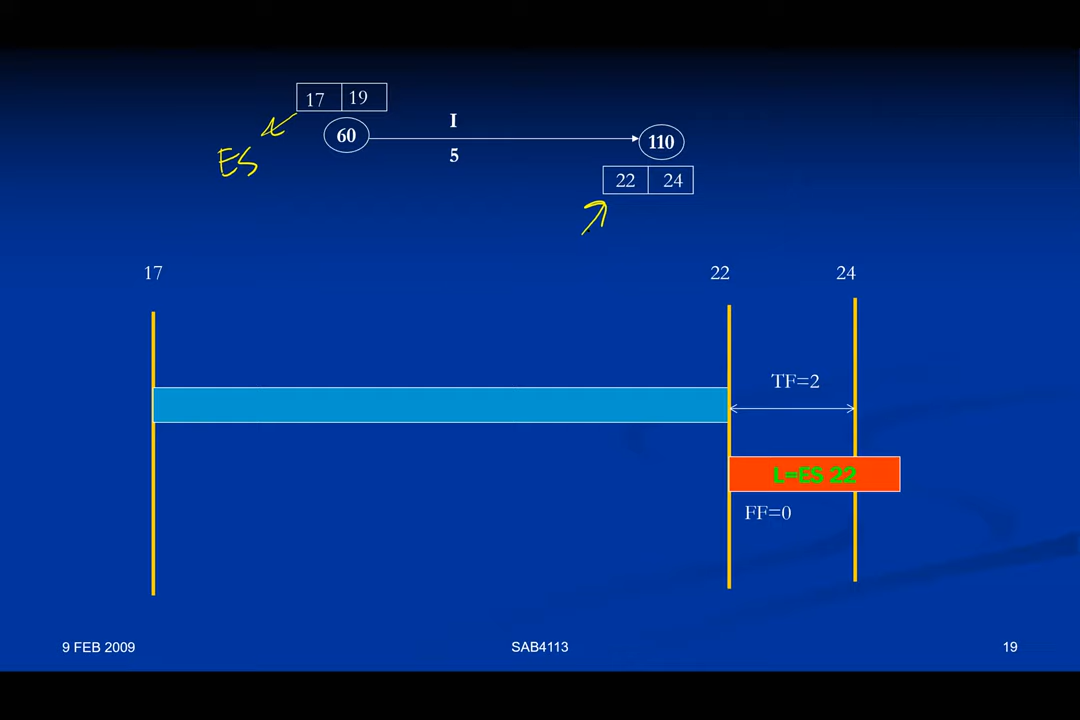 17 19
I
60
110
5
ES
22 24
17 22 24
TF=2
L=ES 22
FF=0
9 FEB 2009 SAB4113 19